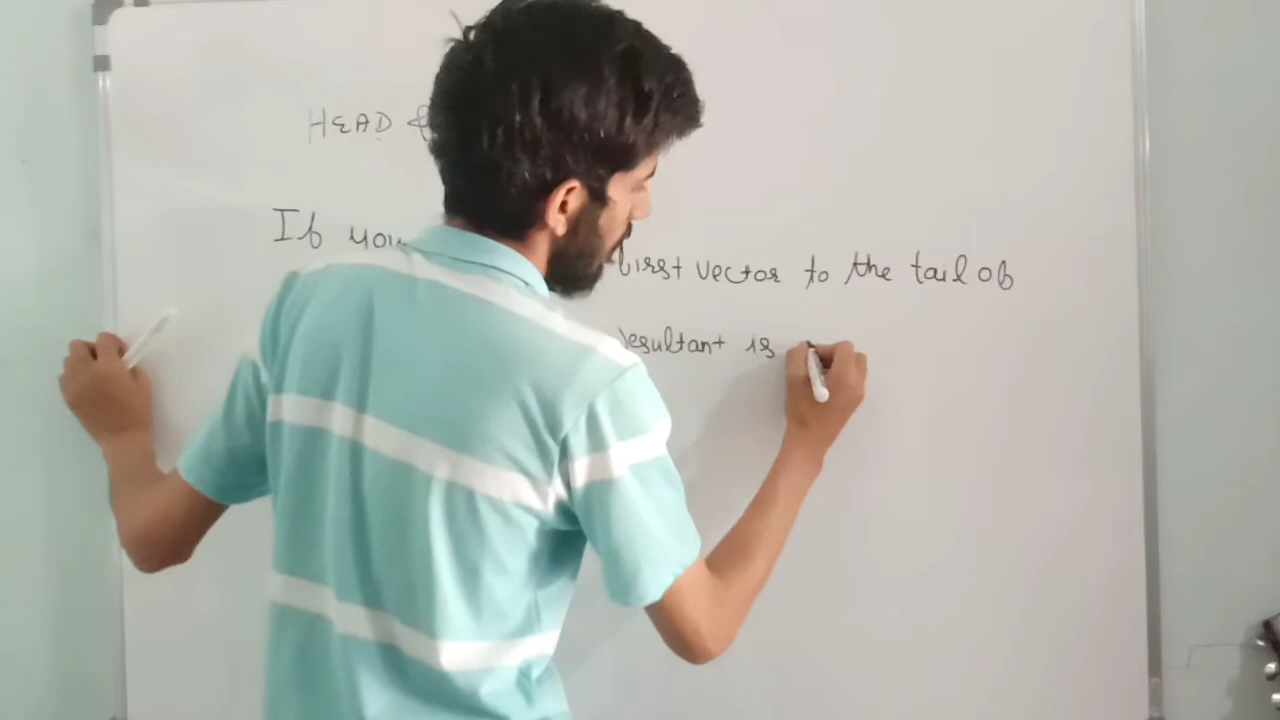 HEAD
If you first vector to the tail of
resultant is